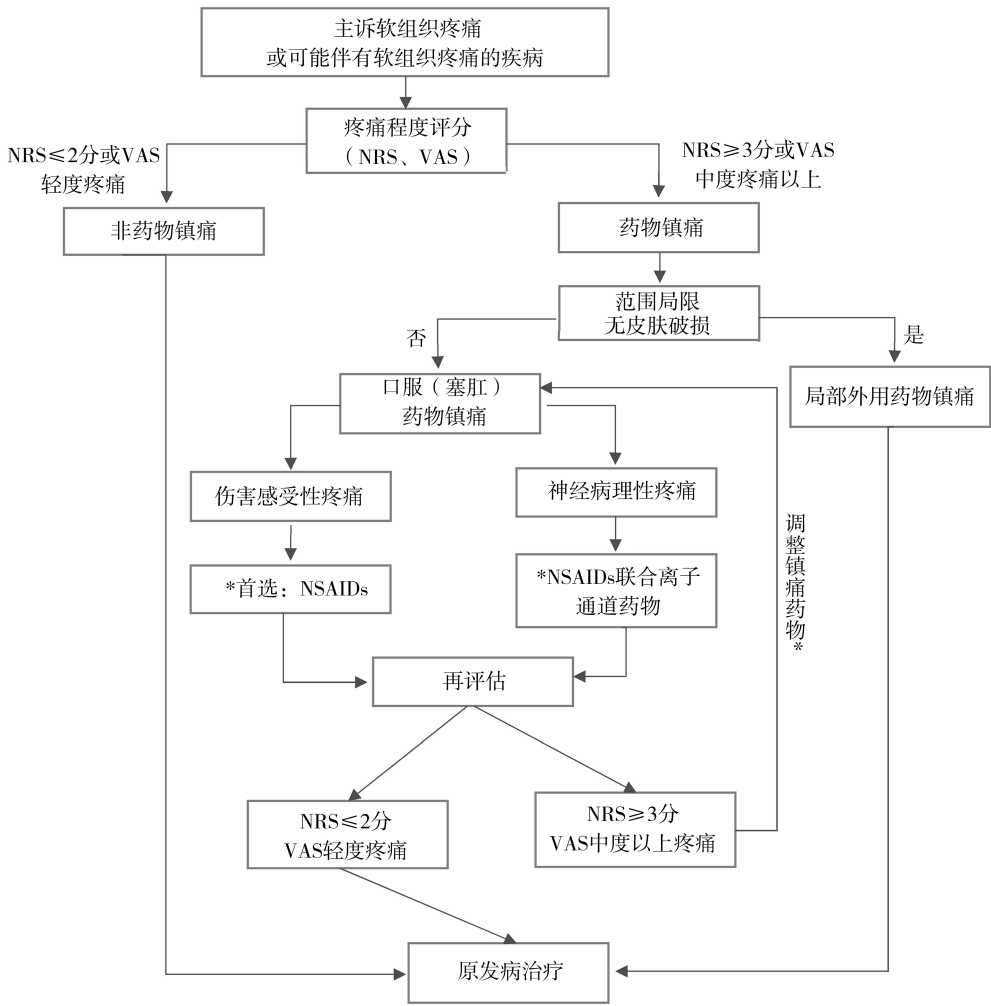 主诉软组织疼痛
或可能伴有软组织疼痛的疾病
疼痛程度评分
（NRS、VAS）
NRS≤2分或VAS
轻度疼痛
NRS≥3分或VAS
中度疼痛以上
非药物镇痛
药物镇痛
范围局限
无皮肤破损
否
是
口服（塞肛）
药物镇痛
局部外用药物镇痛
伤害感受性疼痛
神经病理性疼痛
*首选：NSAIDs
*NSAIDs联合离子
通道药物
调整镇痛药物*
再评估
NRS≤2分
VAS轻度疼痛
NRS≥3分
VAS中度以上疼痛
原发病治疗